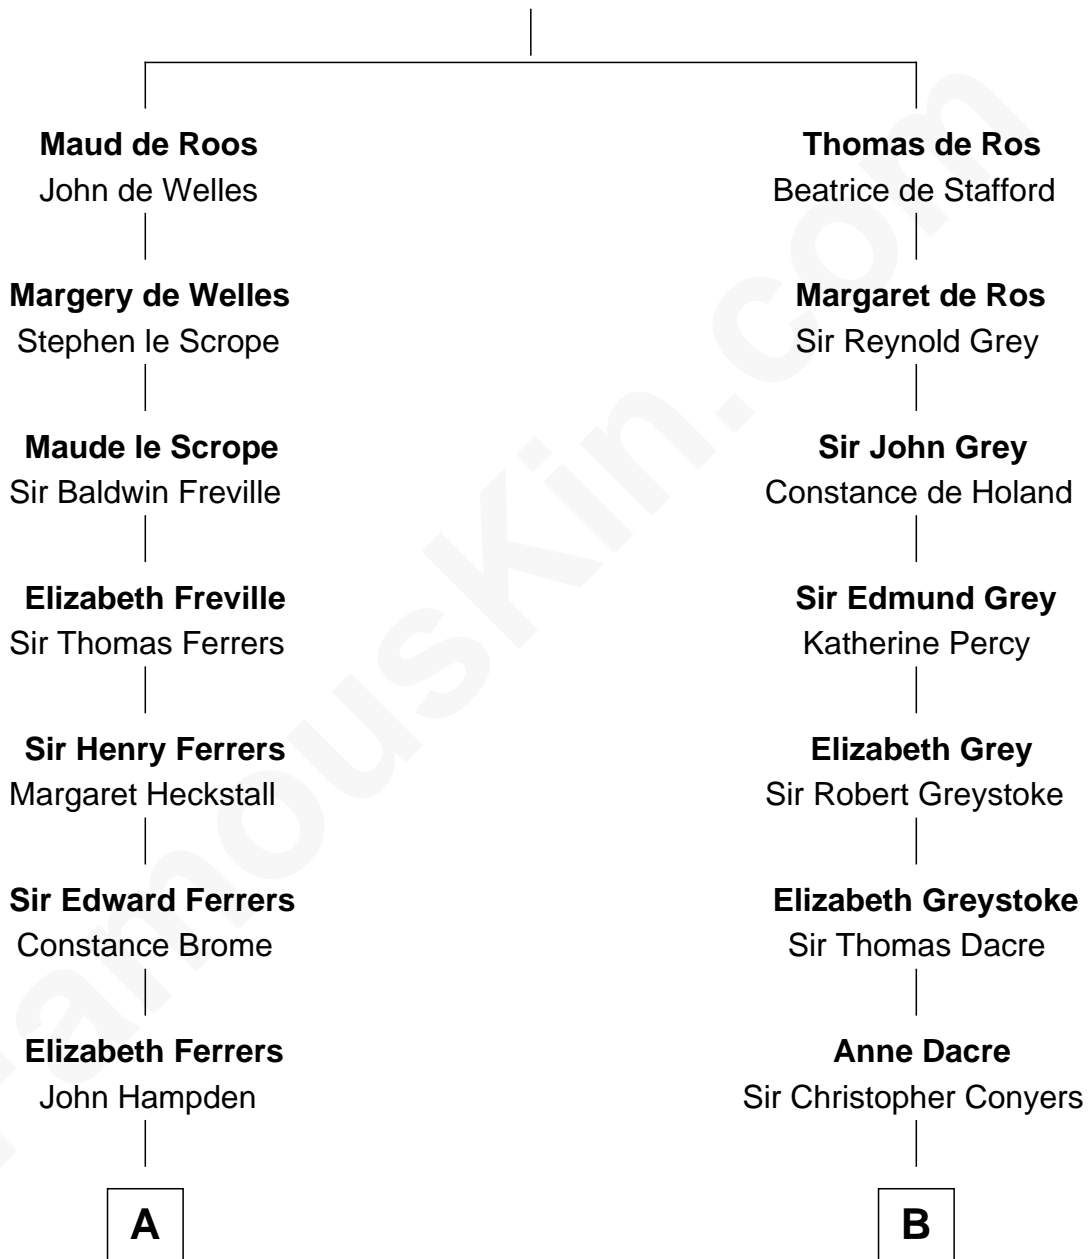 Maud de Roos
John de Welles
Thomas de Ros
Beatrice de Stafford
Margery de Welles
Stephen le Scrope
Margaret de Ros
Sir Reynold Grey
Maude le Scrope
Sir Baldwin Freville
Sir John Grey
Constance de Holand
Elizabeth Freville
Sir Thomas Ferrers
Sir Edmund Grey
Katherine Percy
Sir Henry Ferrers
Margaret Heckstall
Elizabeth Grey
Sir Robert Greystoke
Sir Edward Ferrers
Constance Brome
Elizabeth Greystoke
Sir Thomas Dacre
Elizabeth Ferrers
John Hampden
Anne Dacre
Sir Christopher Conyers
A
B
FamousKin.com